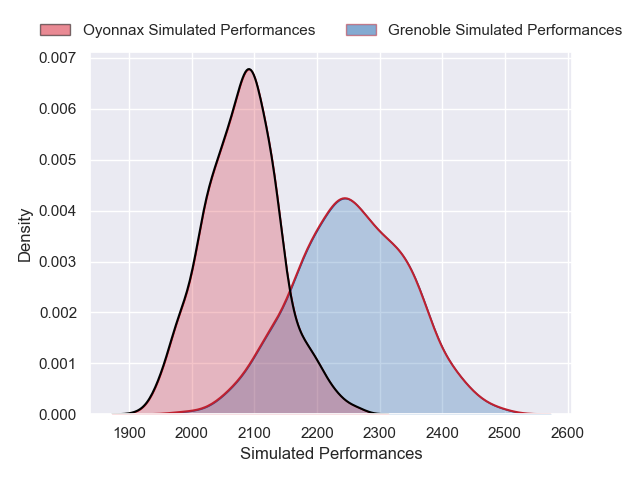 Oyonnax Simulated Performances
Grenoble Simulated Performances
0.007
0.006
0.005
0.004
0.003
0.002
0.001
0.000
Density
1900 2000 2100 2200 2300 2400 2500 2600
Simulated Performances